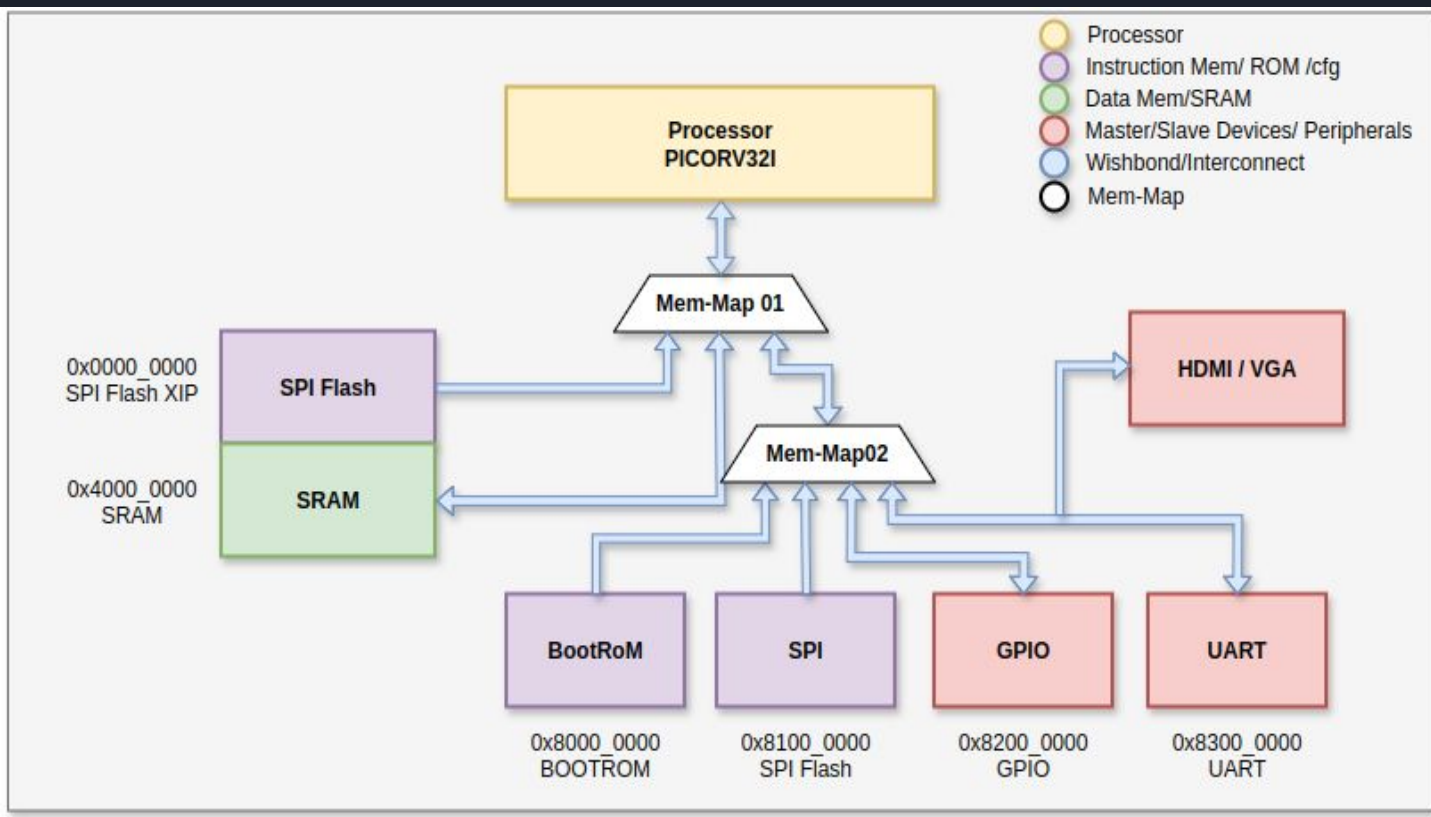 Processor
Instruction Mem/ ROM /cfg
Data Mem/SRAM
Master/Slave Devices/ Peripherals
Wishbond/Interconnect
Mem-Map
Processor
PICORV32I
Mem-Map 01
0x0000_0000
SPI Flash XIP
SPI Flash
HDMI / VGA
Mem-Map02
0x4000_0000
SRAM
SRAM
BootRoM
SPI
GPIO
UART
0x8000_0000
BOOTROM
0x8100_0000
SPI Flash
0x8200_0000
GPIO
0x8300_0000
UART